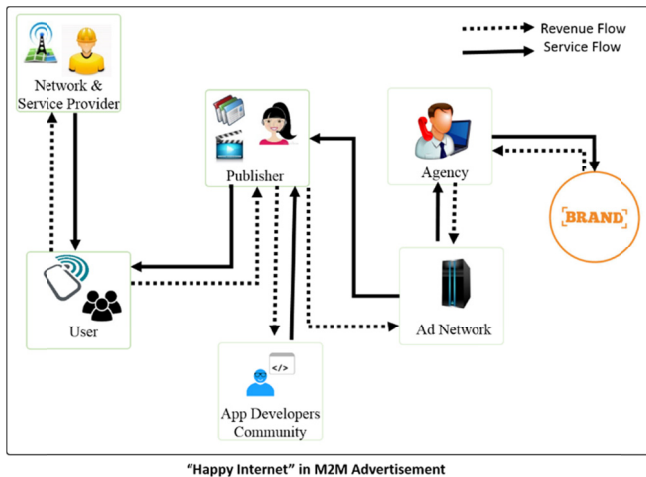 Revenue Flow
Service Flow
Network &
Service Provider
Publisher
Agency
[BRAND]
User
Ad Network
</>
App Developers
Community
"Happy Internet" in M2M Advertisement